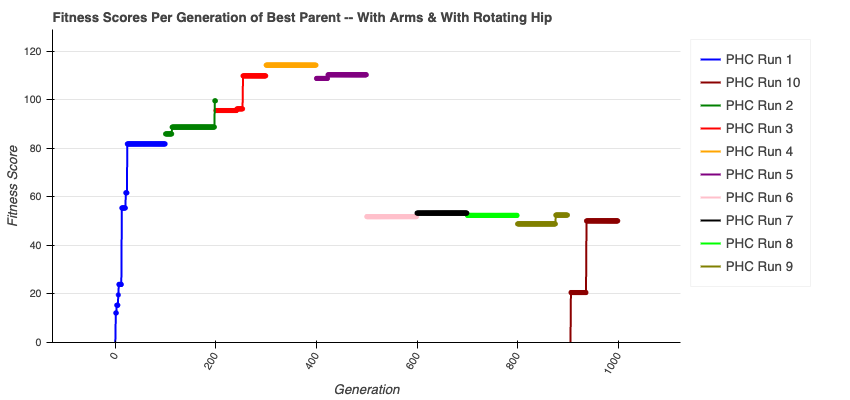 Fitness Scores Per Generation of Best Parent -- With Arms & With Rotating Hip
120
100
80
60
40
20
0
Fitness Score
0
200
400
600
800
1000
Generation
PHC Run 1
PHC Run 10
PHC Run 2
PHC Run 3
PHC Run 4
PHC Run 5
PHC Run 6
PHC Run 7
PHC Run 8
PHC Run 9